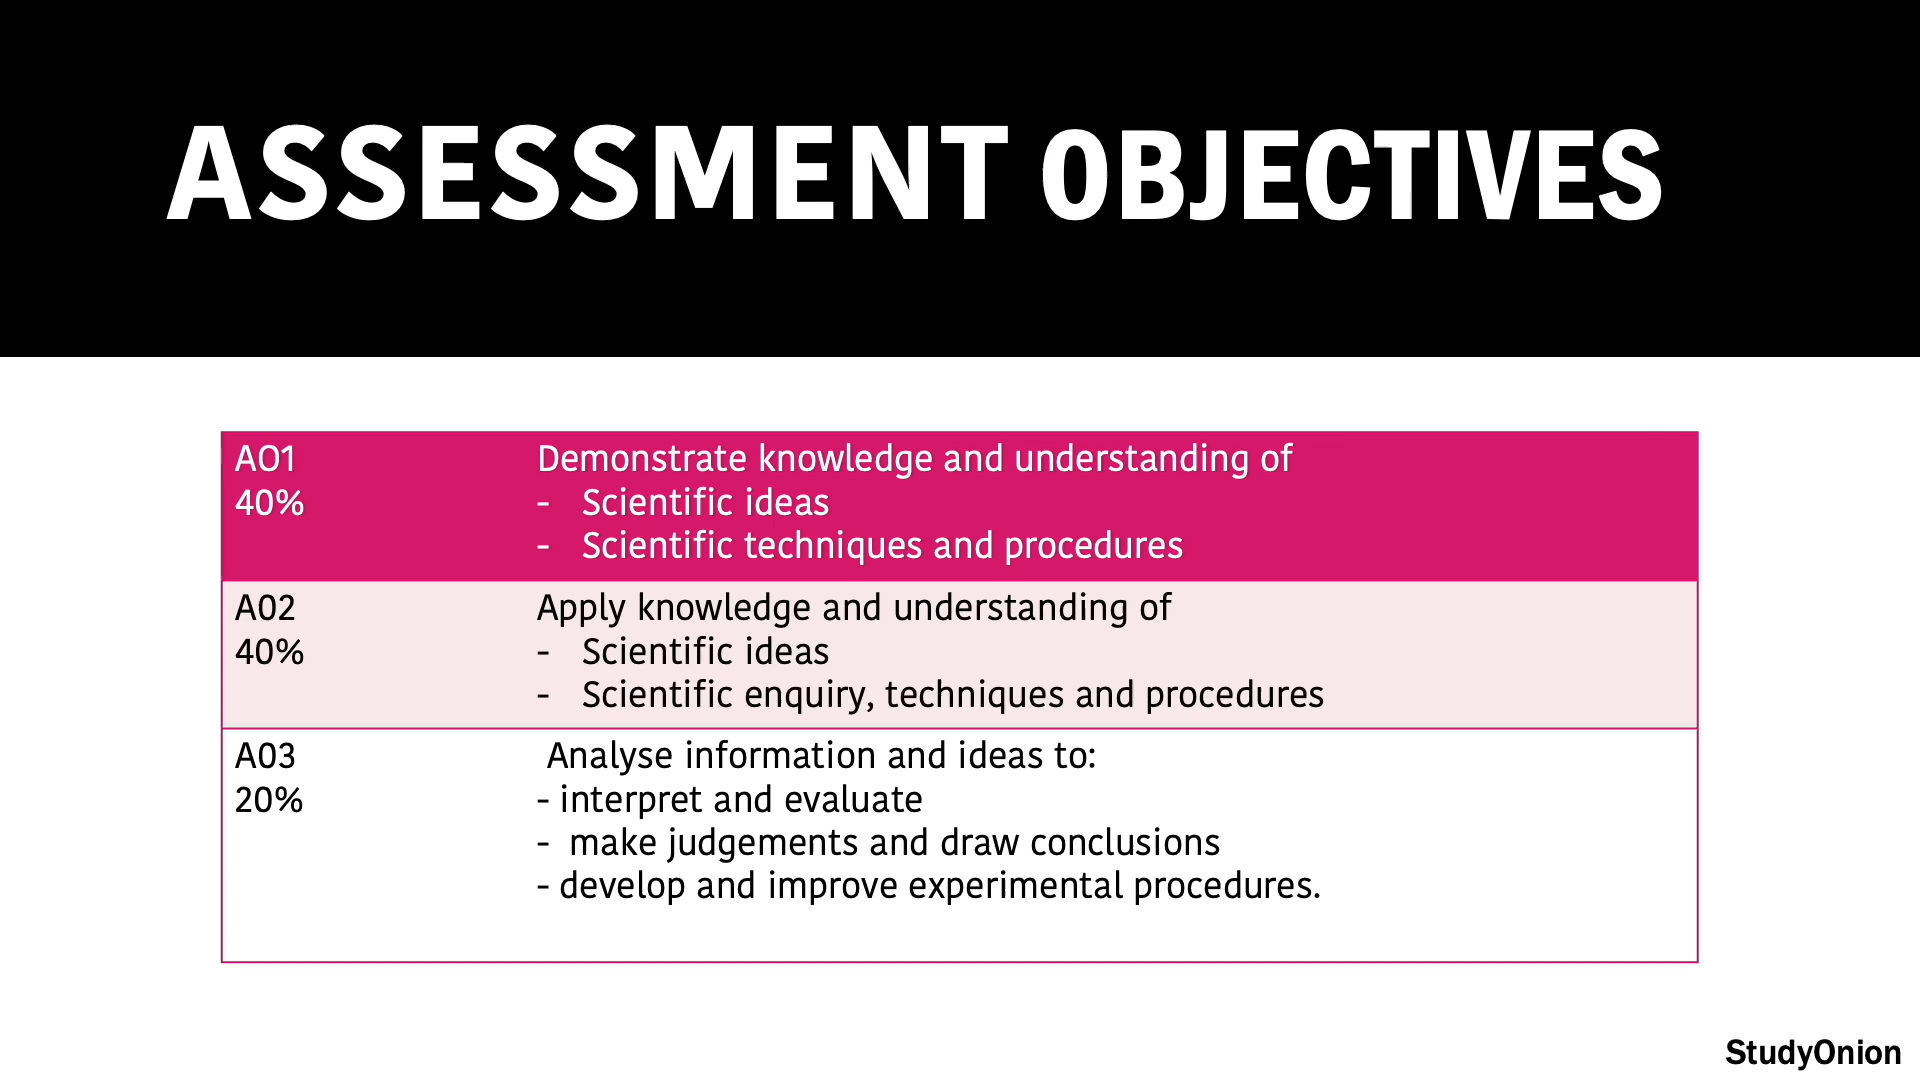 ASSESSMENT OBJECTIVES
AO1
40%
Demonstrate knowledge and understanding of
- Scientific ideas
- Scientific techniques and procedures
A02
40%
Apply knowledge and understanding of
- Scientific ideas
- Scientific enquiry, techniques and procedures
A03
20%
Analyse information and ideas to:
- interpret and evaluate
- make judgements and draw conclusions
- develop and improve experimental procedures.
StudyOnion